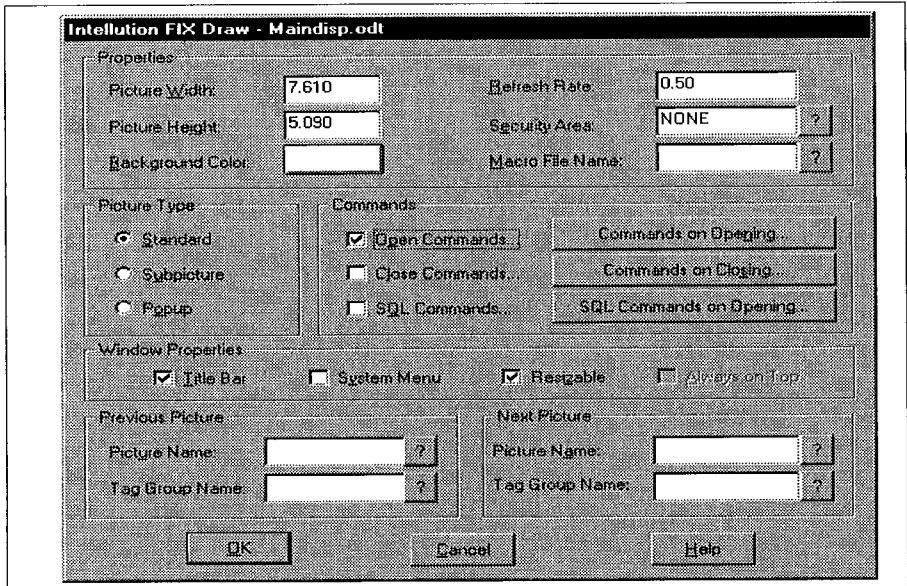 Intellution FIX Draw - Maindisp.odt
Properties
Picture Width: 7.610 Refresh Rate: 0.50
Picture Height: 5.090 Security Area: NONE ?
Background Color: Macro File Name: ?
Picture Type
Standard
Subpicture
Popup
Commands
Open Commands... Commands on Opening...
Close Commands... Commands on Closing...
SQL Commands... SQL Commands on Opening...
Window Properties
Title Bar System Menu Resizable Always on Top
Previous Picture
Picture Name: ?
Tag Group Name: ?
Next Picture
Picture Name: ?
Tag Group Name: ?
OK Cancel Help